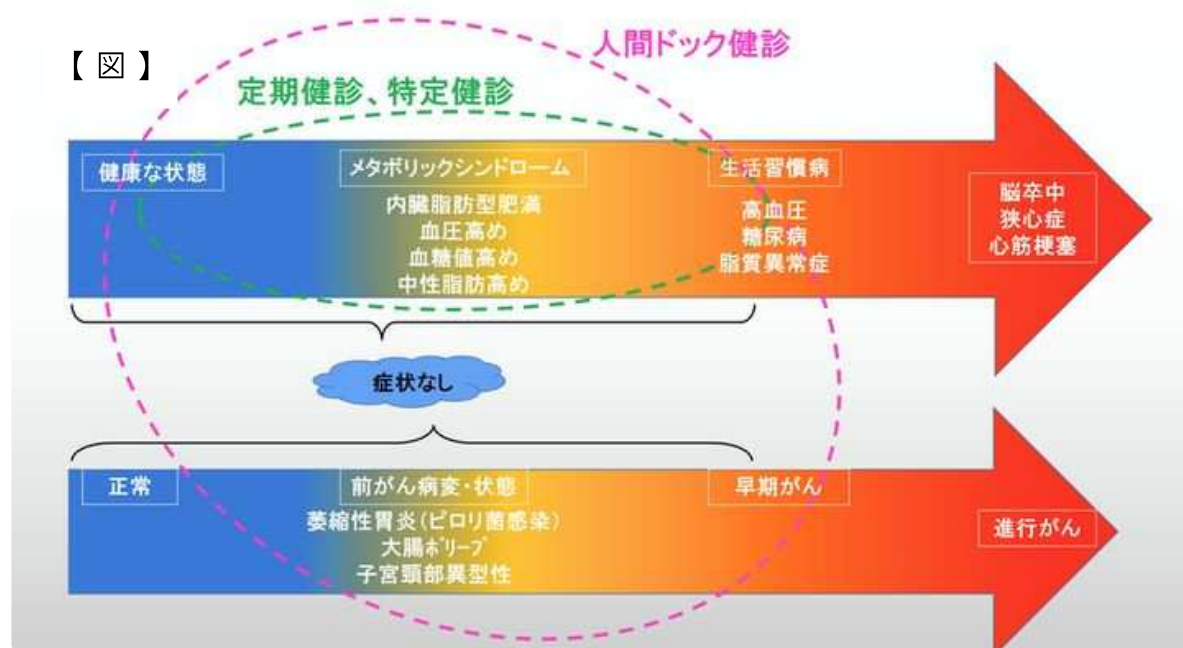 【 図 】
人間ドック健診
定期健診、特定健診
健康な状態
メタボリックシンドローム
内臓脂肪型肥満
血圧高め
血糖値高め
中性脂肪高め
生活習慣病
高血圧
糖尿病
脂質異常症
脳卒中
狭心症
心筋梗塞
症状なし
正常
前がん病変・状態
萎縮性胃炎(ピロリ菌感染)
大腸ポリープ
子宮頸部異型性
早期がん
進行がん